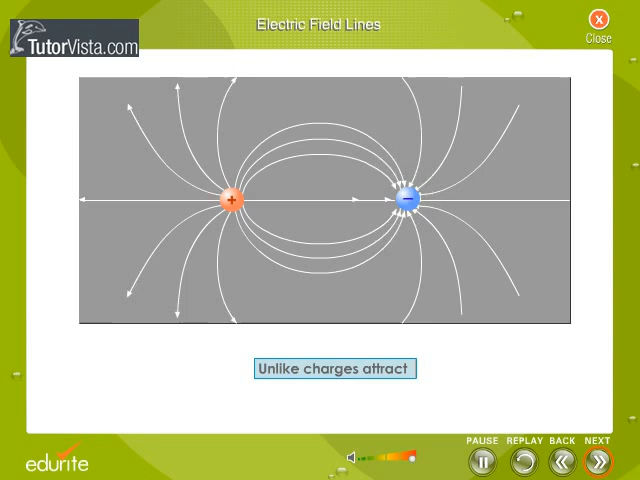 Electric Field Lines
x
Close
TutorVista.com
+
−
Unlike charges attract
PAUSE REPLAY BACK NEXT
edurite